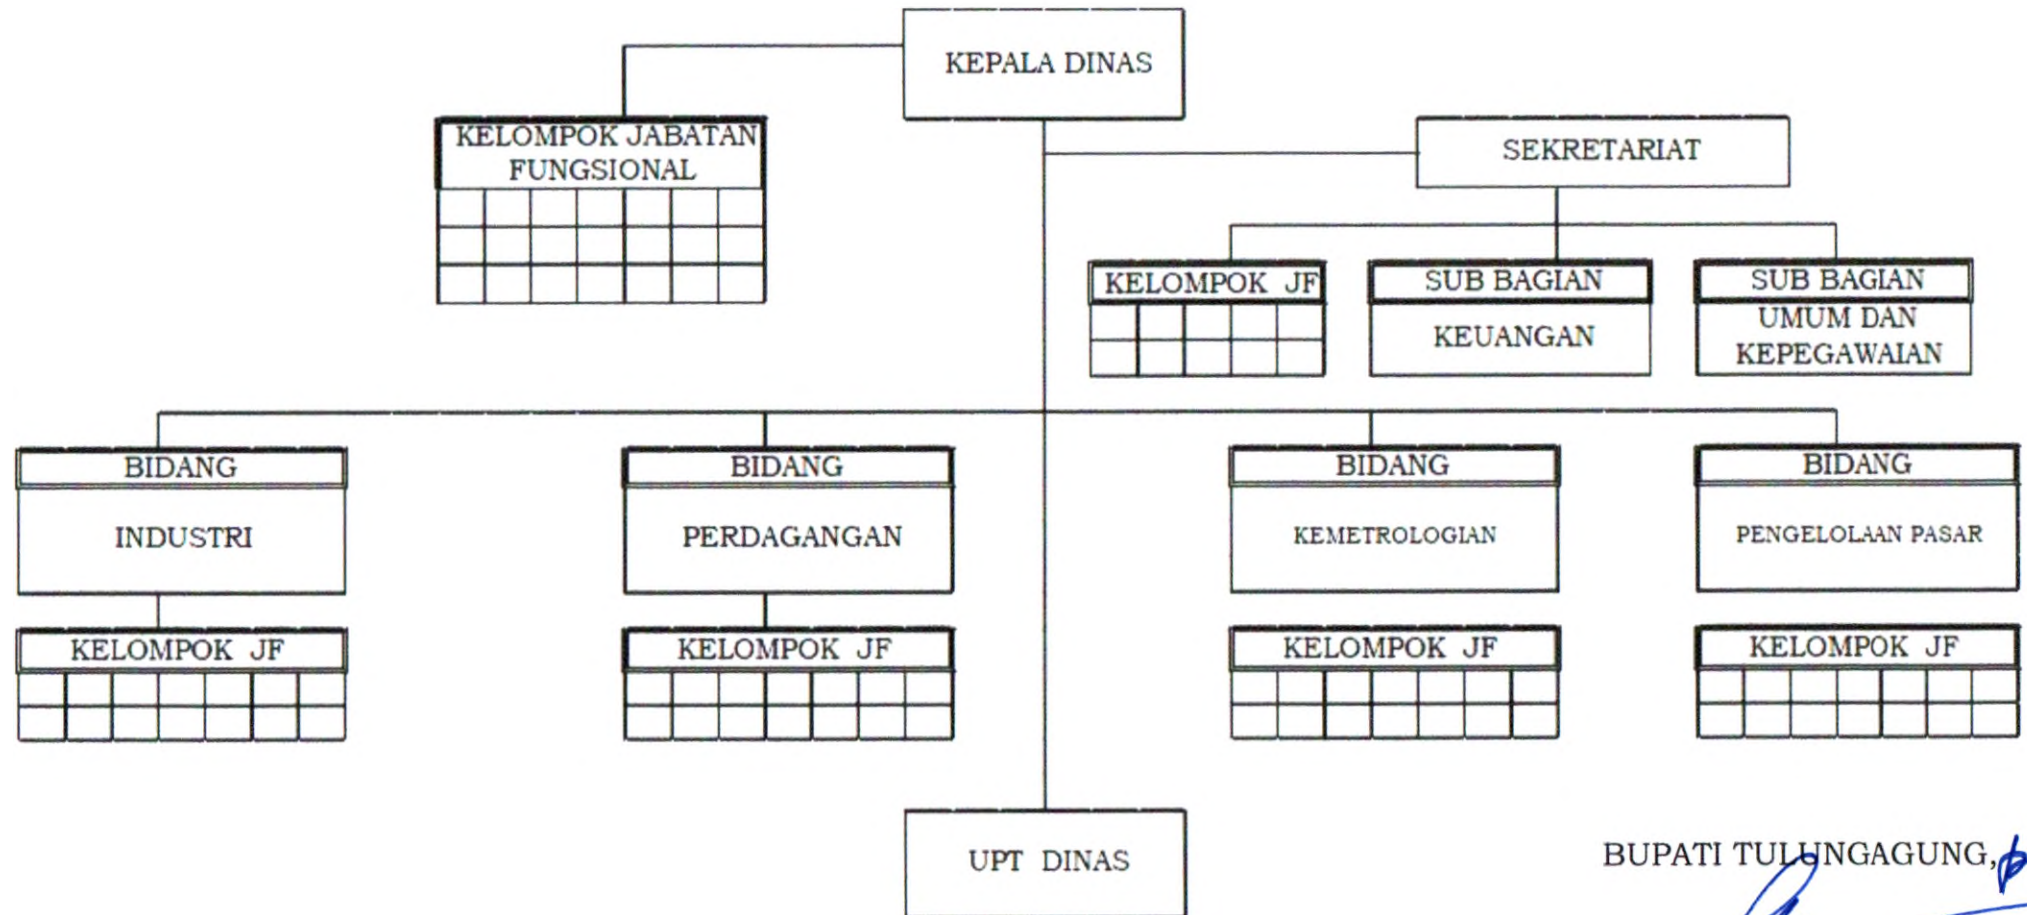 KEPALA DINAS
KELOMPOK JABATAN
FUNGSIONAL
SEKRETARIAT
KELOMPOK JF
SUB BAGIAN
KEUANGAN
SUB BAGIAN
UMUM DAN
KEPEGAWAIAN
BIDANG
INDUSTRI
KELOMPOK JF
BIDANG
PERDAGANGAN
KELOMPOK JF
BIDANG
KEMETROLOGIAN
KELOMPOK JF
BIDANG
PENGELOLAAN PASAR
KELOMPOK JF
UPT DINAS
BUPATI TULUNGAGUNG,